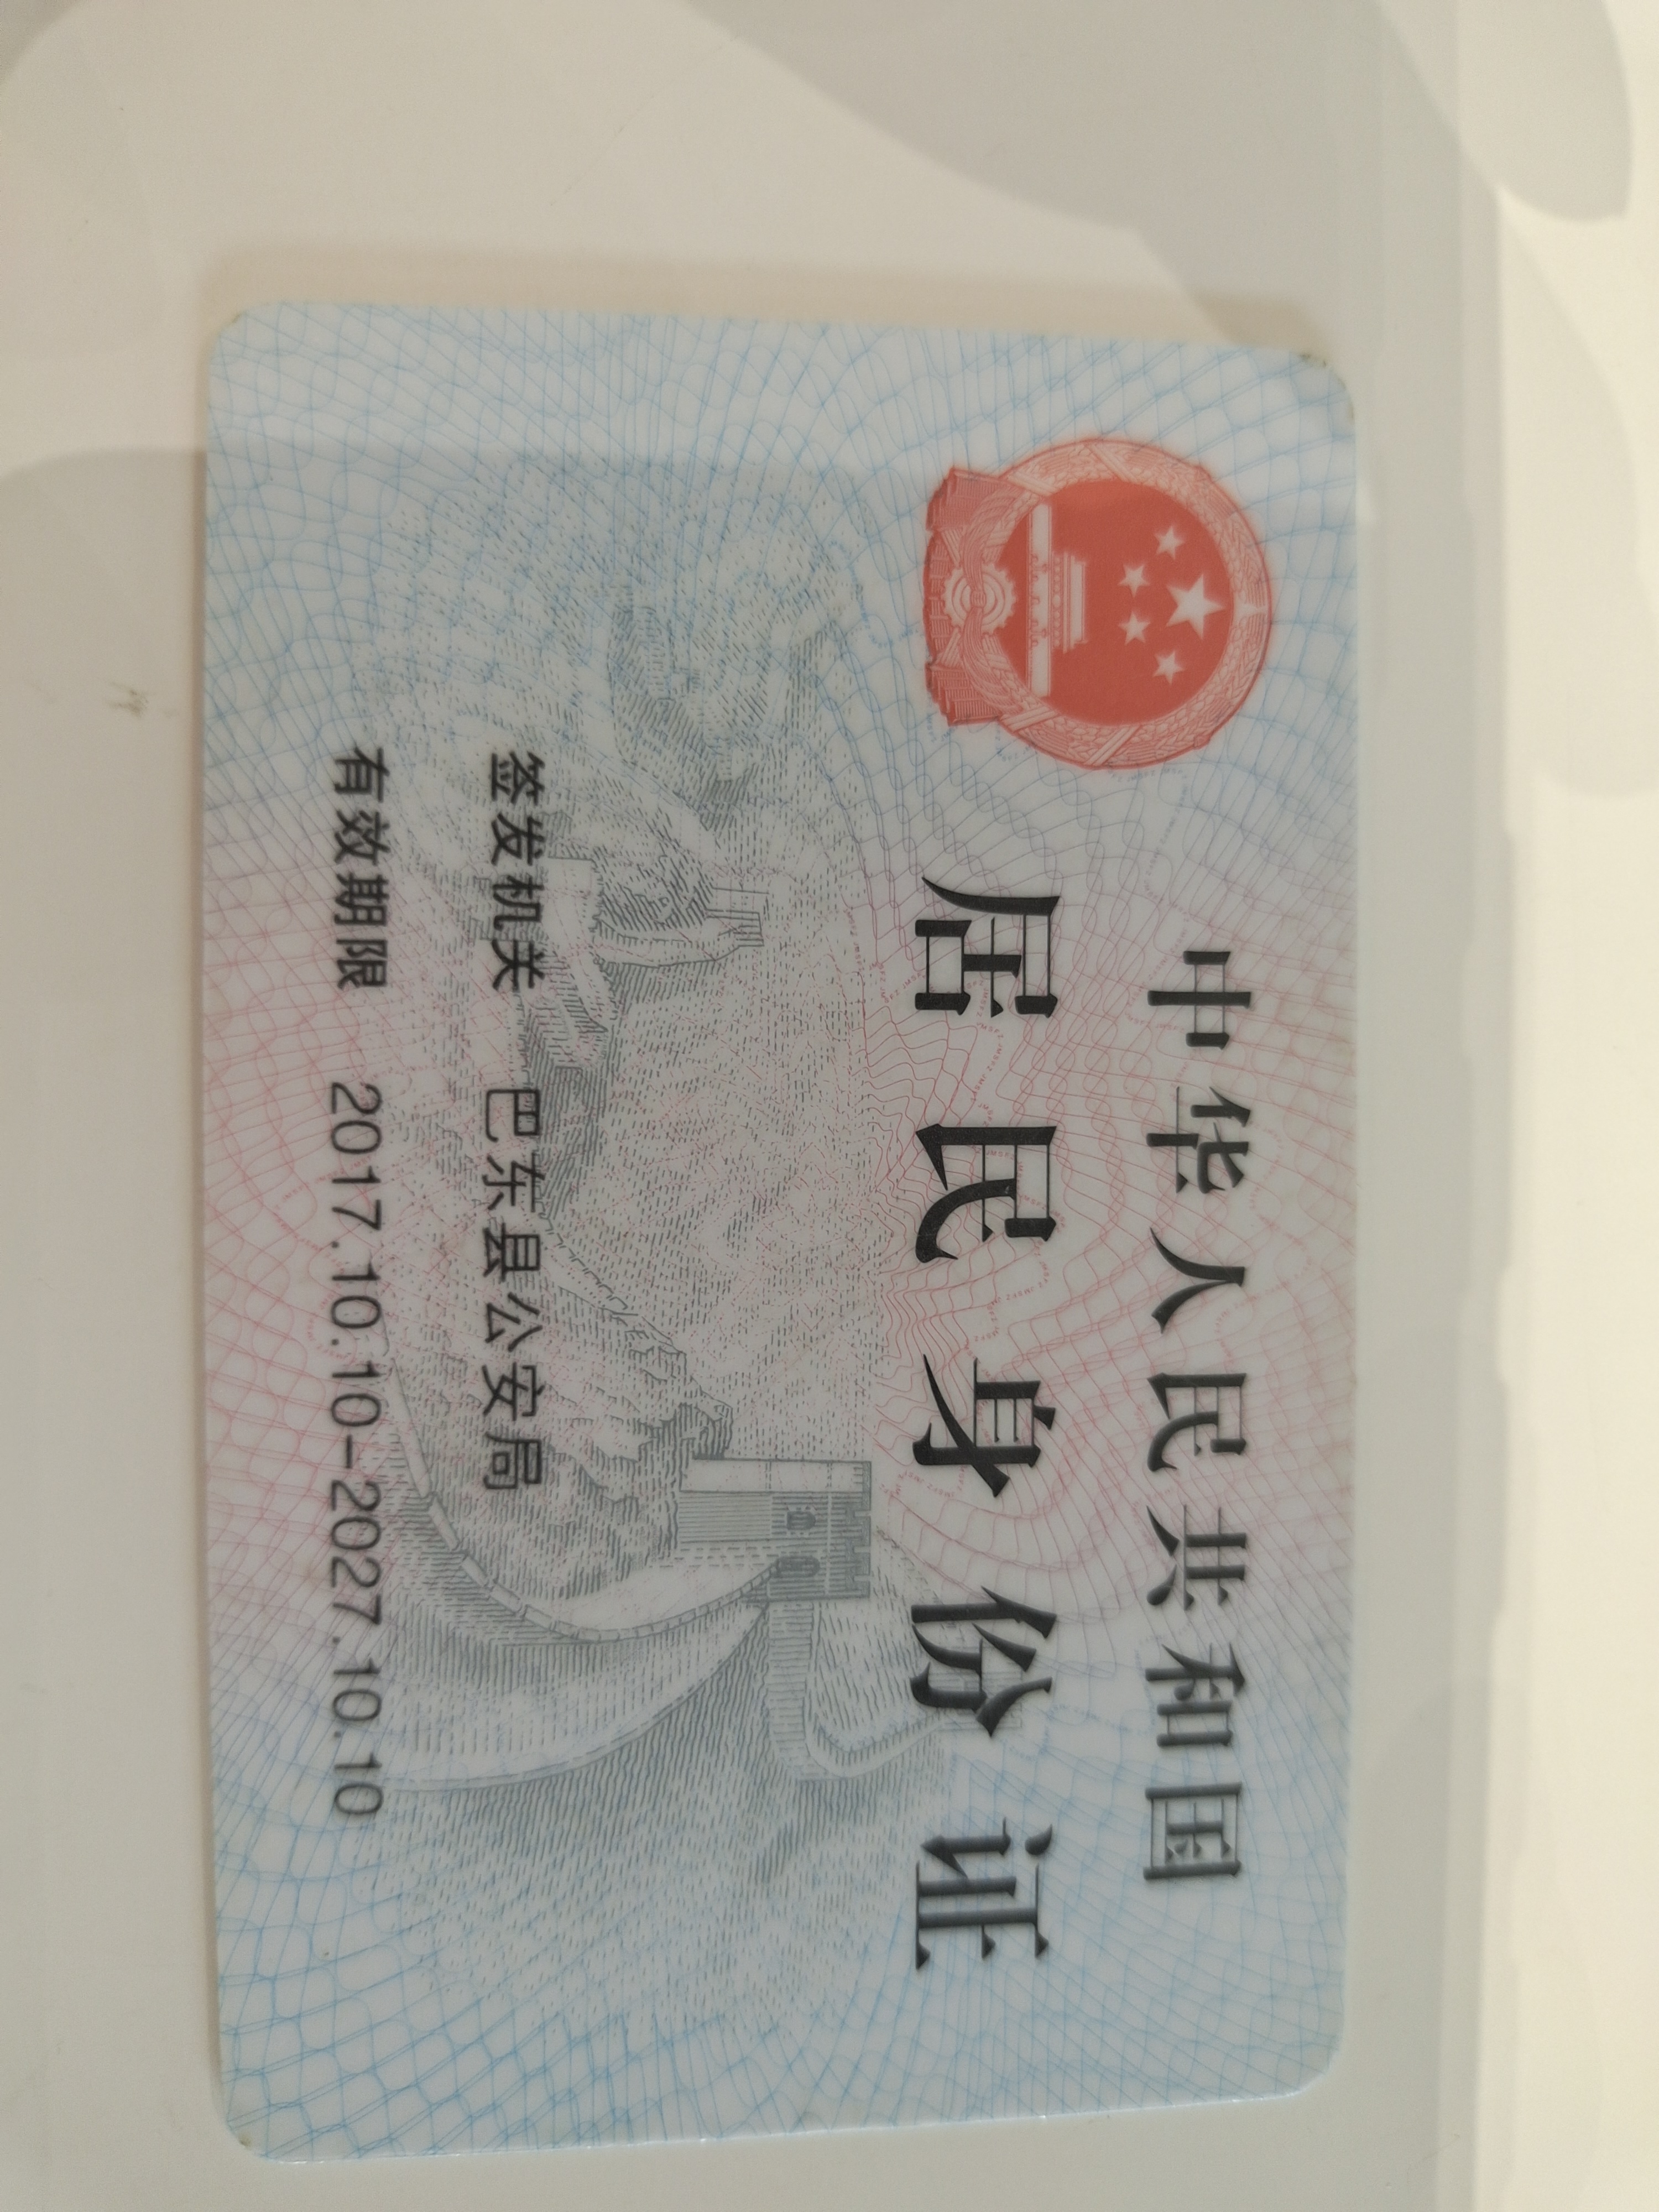 中华人民共和国
居民身份证
签发机关 巴东县公安局
有效期限 2017.10.10-2027.10.10